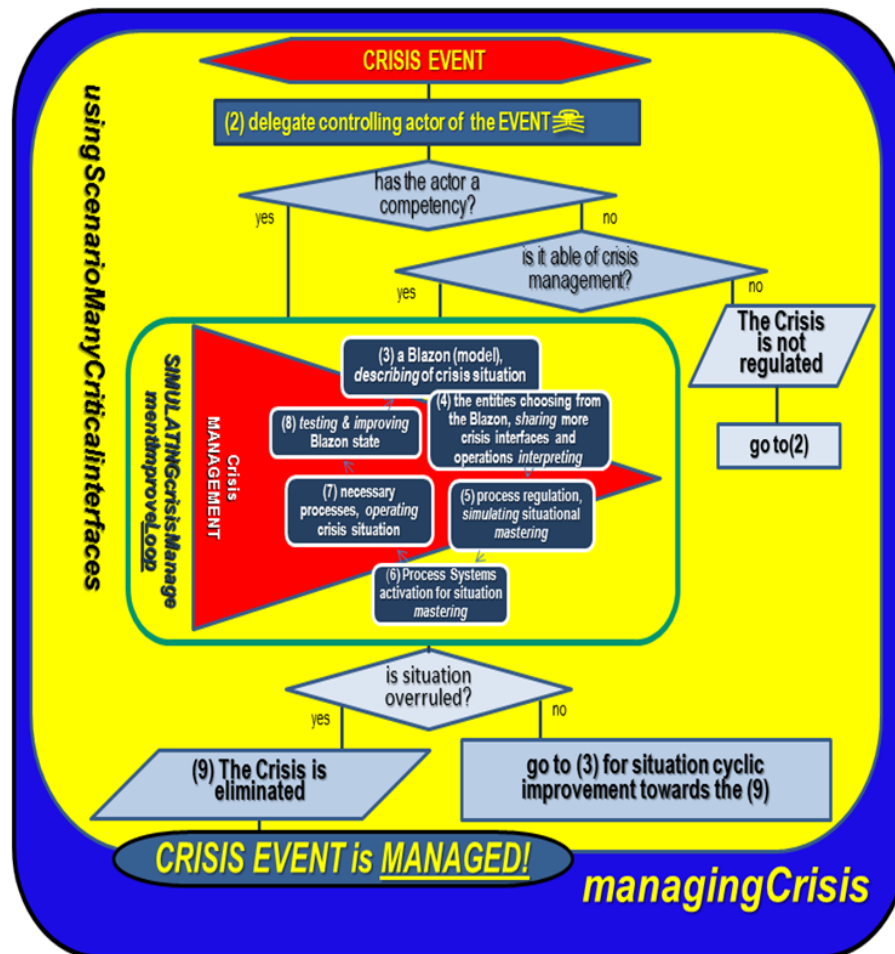 CRISIS EVENT
(2) delegate controlling actor of the EVENT
has the actor a
competency?
yes
no
is it able of crisis
management?
yes
no
The Crisis
is not
regulated
go to(2)
usingScenarioManyCriticalinterfaces
SIMULATINGcrisisManage
mentImproveLoop
Crisis
MANAGEMENT
(3) a Blazon (model),
describing of crisis situation
(4) the entities choosing from
the Blazon, sharing more
crisis interfaces and
operations interpreting
(5) process regulation,
simulating situational
mastering
(6) Process Systems
activation for situation
mastering
(7) necessary
processes, operating
crisis situation
(8) testing & improving
Blazon state
is situation
overruled?
yes
no
(9) The Crisis is
eliminated
go to (3) for situation cyclic
improvement towards the (9)
CRISIS EVENT is MANAGED!
managingCrisis